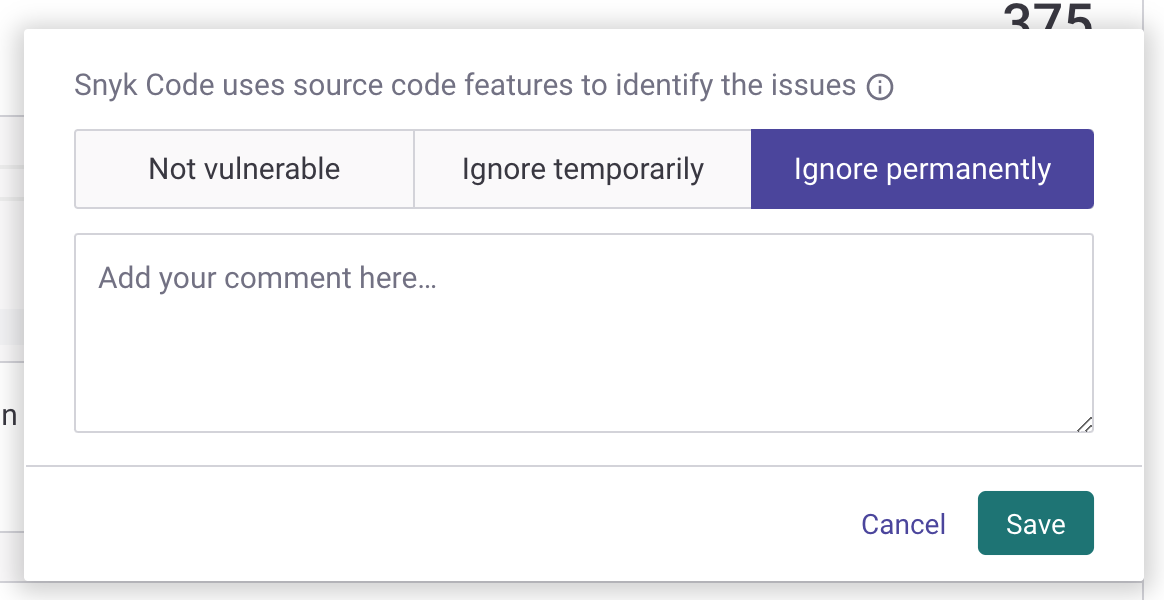 375
Snyk Code uses source code features to identify the issues
Not vulnerable
Ignore temporarily
Ignore permanently
Add your comment here…
n
Cancel
Save